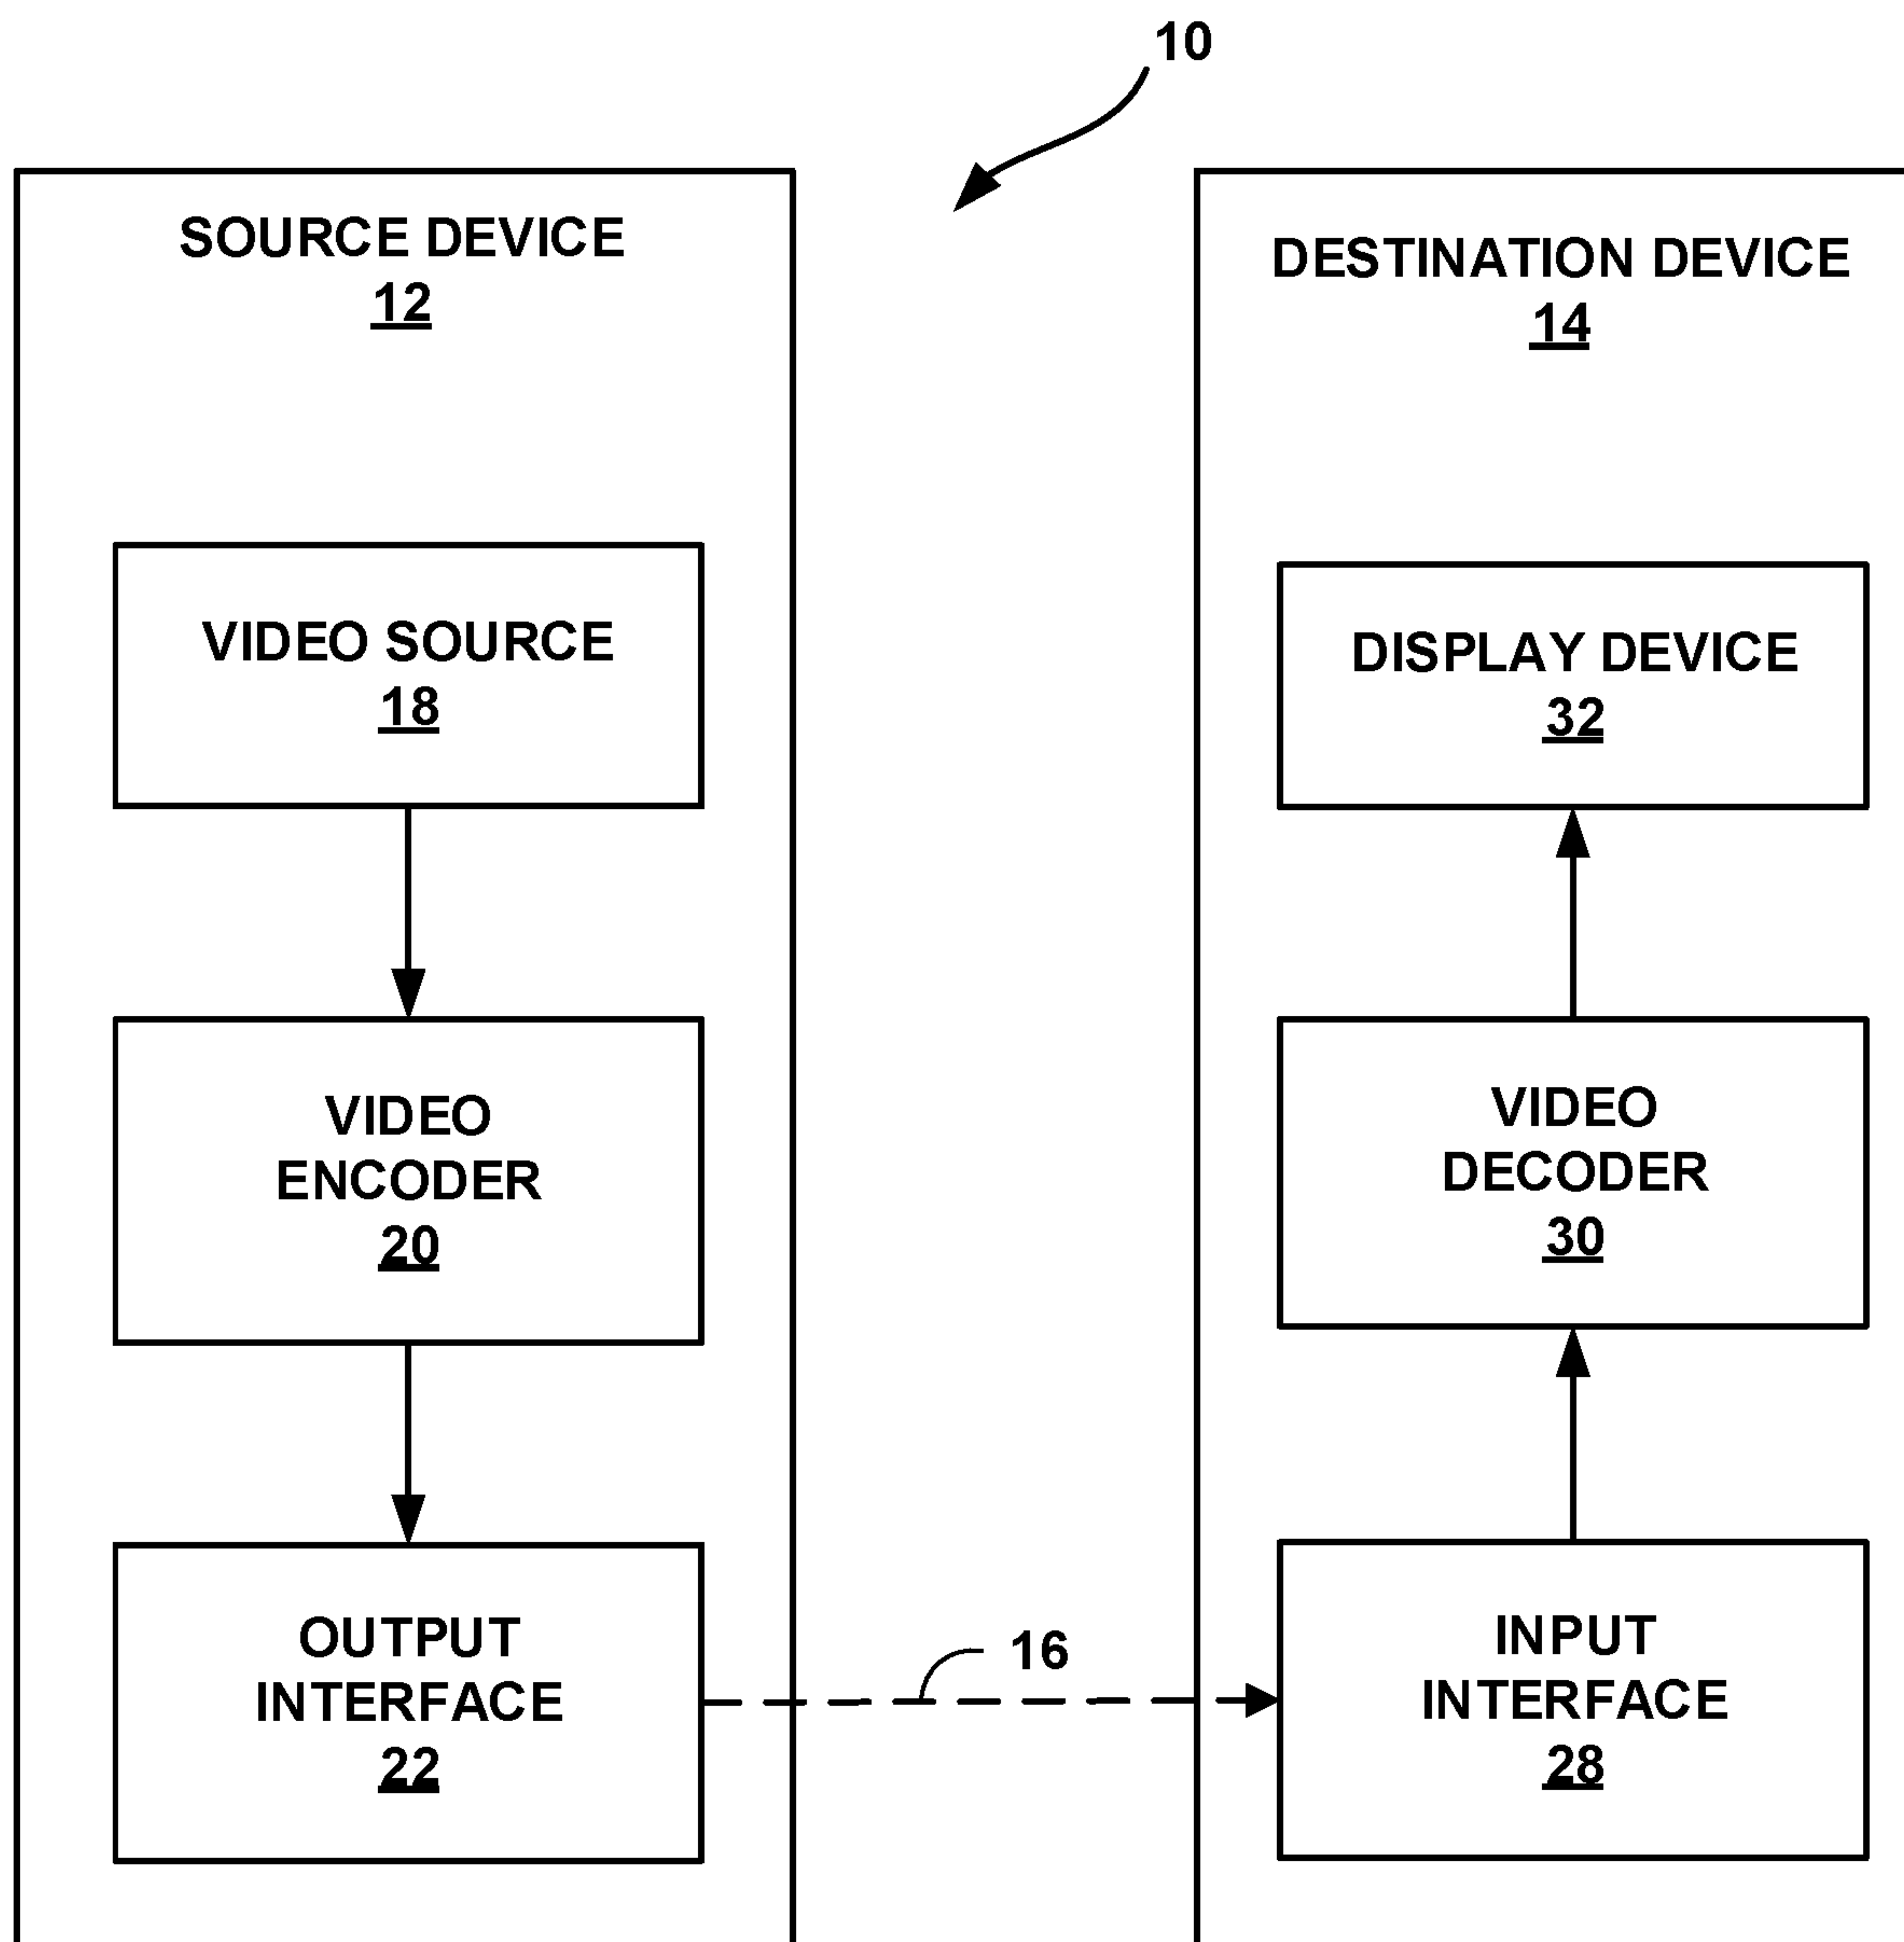 10
SOURCE DEVICE
12
VIDEO SOURCE
18
VIDEO
ENCODER
20
OUTPUT
INTERFACE
22
16
DESTINATION DEVICE
14
DISPLAY DEVICE
32
VIDEO
DECODER
30
INPUT
INTERFACE
28